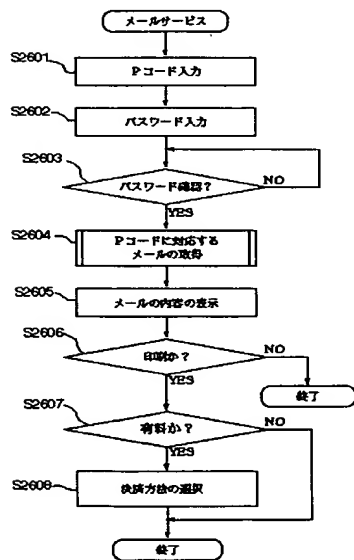 メールサービス
S2601
Pコード入力
S2602
パスワード入力
S2603
パスワード確認?
NO
YES
S2604
Pコードに対応する
メールの取得
S2605
メールの内容の表示
S2606
印刷か?
NO
YES
終了
S2607
有料か?
NO
YES
S2608
決済方法の選択
終了